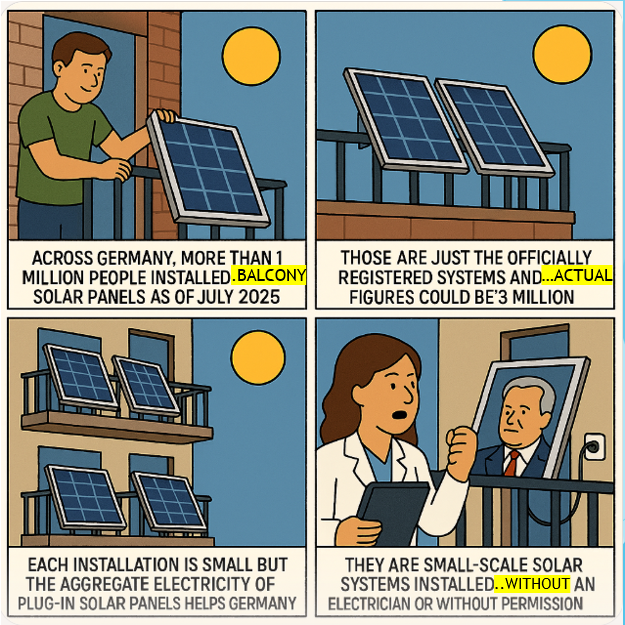 ACROSS GERMANY, MORE THAN 1
MILLION PEOPLE INSTALLED.BALCONY
SOLAR PANELS AS OF JULY 2025
THOSE ARE JUST THE OFFICIALLY
REGISTERED SYSTEMS AND...ACTUAL
FIGURES COULD BE'3 MILLION
EACH INSTALLATION IS SMALL BUT
THE AGGREGATE ELECTRICITY OF
PLUG-IN SOLAR PANELS HELPS GERMANY
THEY ARE SMALL-SCALE SOLAR
SYSTEMS INSTALLED..WITHOUT AN
ELECTRICIAN OR WITHOUT PERMISSION